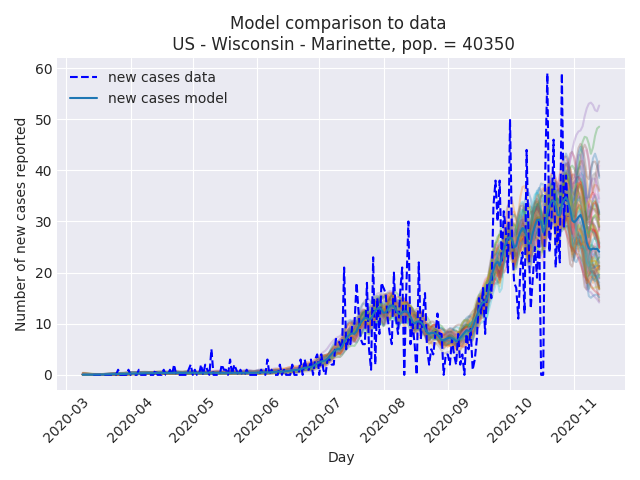 Model comparison to data
US - Wisconsin - Marinette, pop. = 40350
new cases data
new cases model
Number of new cases reported
60
50
40
30
20
10
0
2020-03
2020-04
2020-05
2020-06
2020-07
2020-08
2020-09
2020-10
2020-11
Day